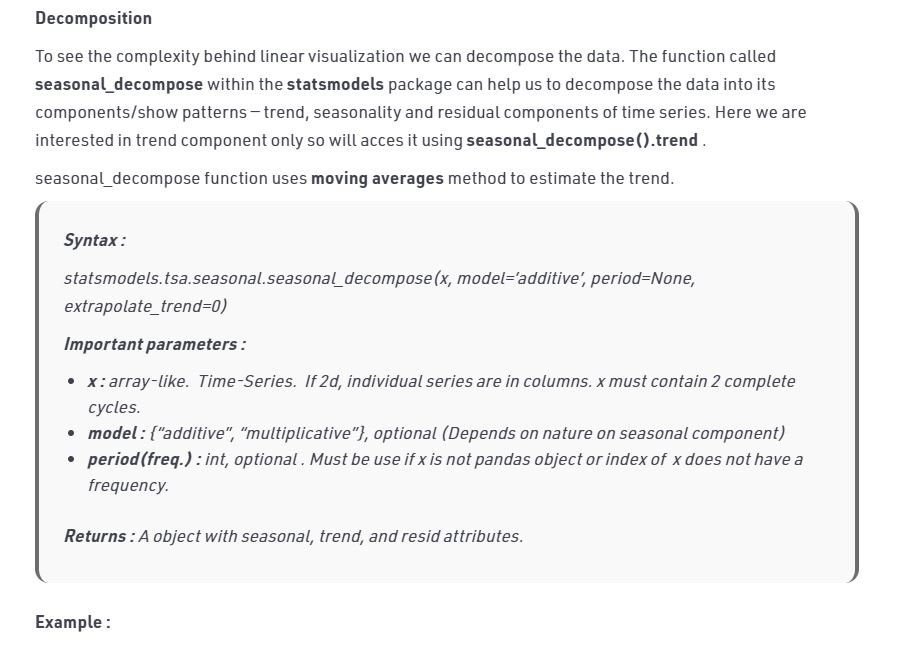 Decomposition
To see the complexity behind linear visualization we can decompose the data. The function called
seasonal_decompose within the statsmodels package can help us to decompose the data into its
components/show patterns — trend, seasonality and residual components of time series. Here we are
interested in trend component only so will acces it using seasonal_decompose().trend .
seasonal_decompose function uses moving averages method to estimate the trend.
Syntax :
statsmodels.tsa.seasonal.seasonal_decompose(x, model='additive', period=None,
extrapolate_trend=0)
Important parameters :
• x : array-like. Time-Series. If 2d, individual series are in columns. x must contain 2 complete
cycles.
• model : {“additive”, “multiplicative”}, optional (Depends on nature on seasonal component)
• period(freq.) : int, optional . Must be use if x is not pandas object or index of x does not have a
frequency.
Returns : A object with seasonal, trend, and resid attributes.
Example :